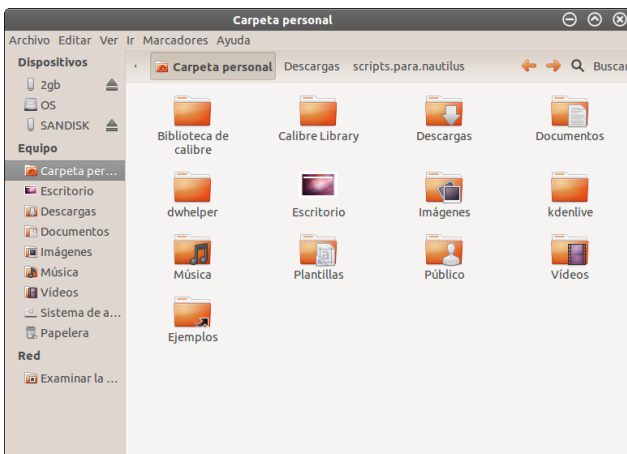 Carpeta personal
Archivo Editar Ver Ir Marcadores Ayuda
Dispositivos
2gb
OS
SANDISK
Equipo
Carpeta per...
Escritorio
Descargas
Documentos
Imágenes
Música
Vídeos
Sistema de a...
Papelera
Red
Examinar la ...
Carpeta personal Descargas scripts.para.nautilus Buscar
Biblioteca de
calibre
Calibre Library
Descargas
Documentos
dwhelper
Escritorio
Imágenes
kdenlive
Música
Plantillas
Público
Vídeos
Ejemplos